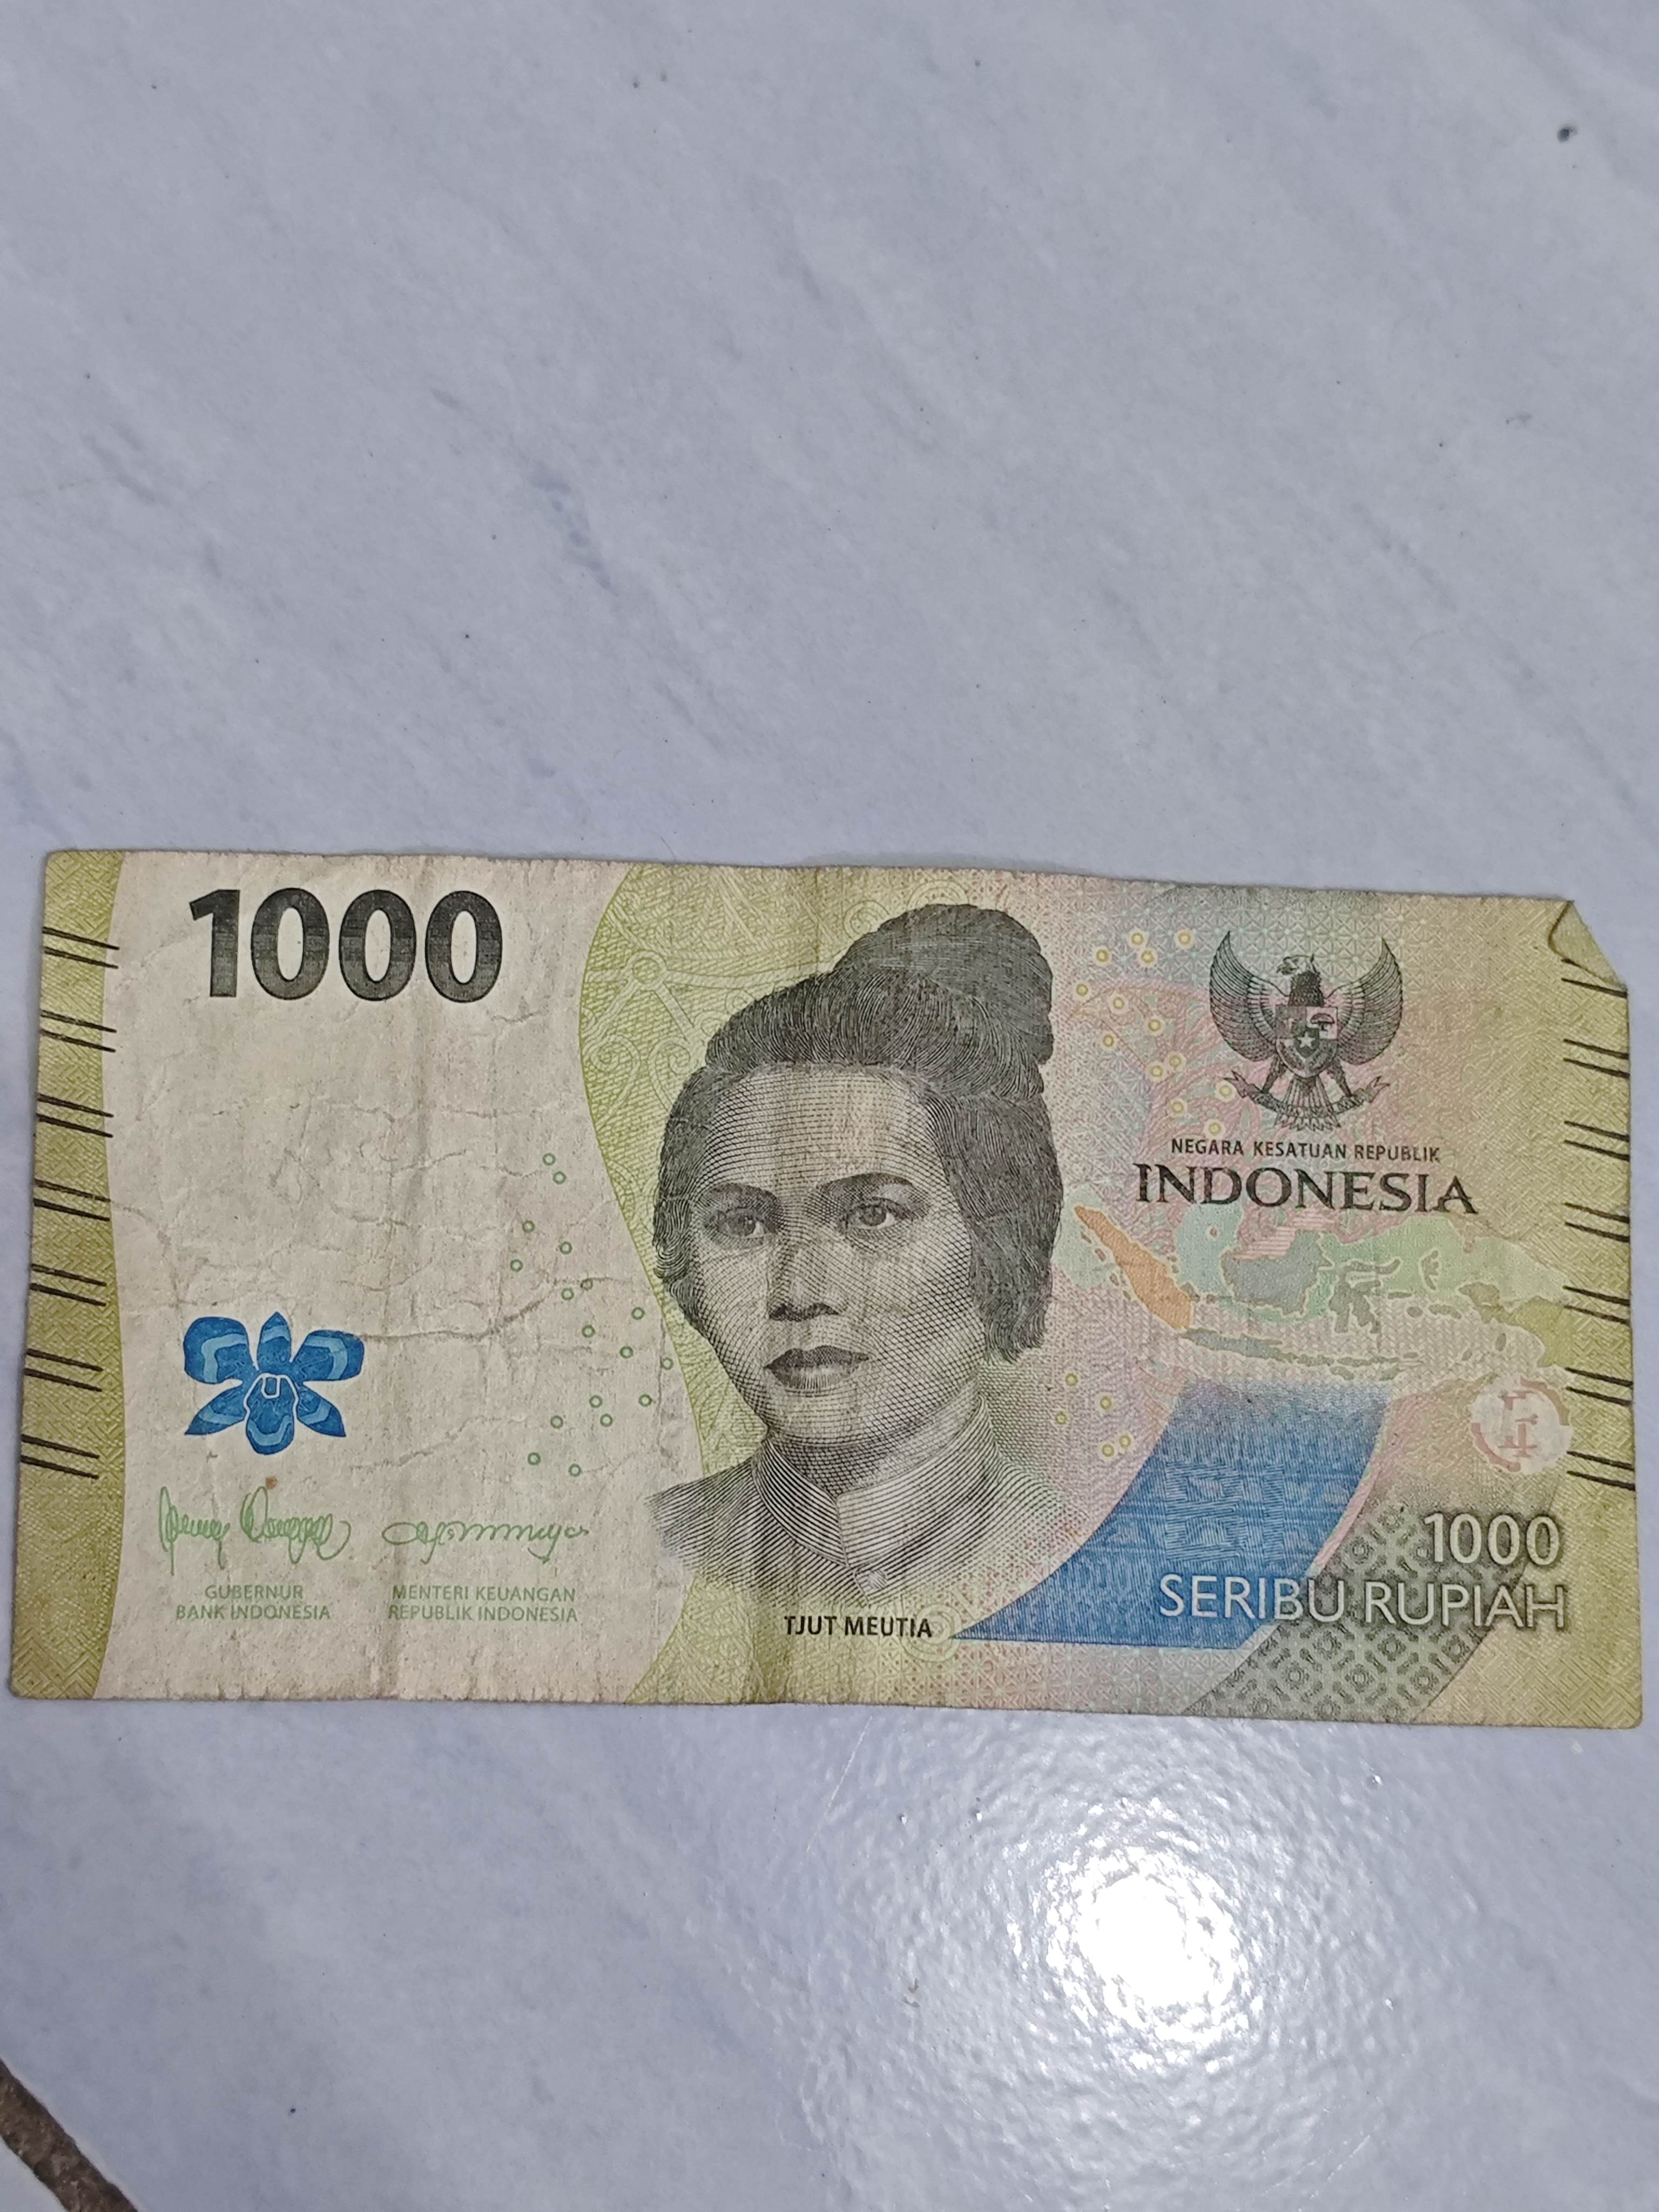 1000
NEGARA KESATUAN REPUBLIK
INDONESIA
GUBERNUR
BANK INDONESIA
MENTERI KEUANGAN
REPUBLIK INDONESIA
TJUT MEUTIA
1000
SERIBU RUPIAH